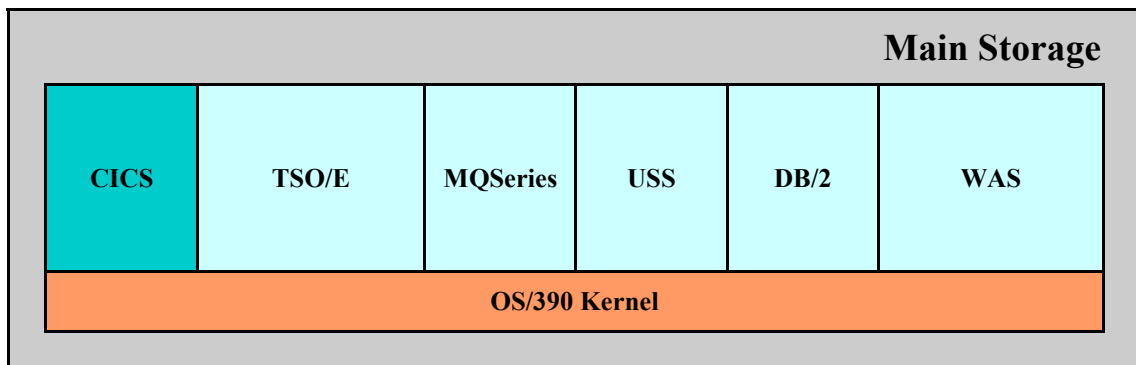 Main Storage
CICS TSO/E MQSeries USS DB/2 WAS
OS/390 Kernel